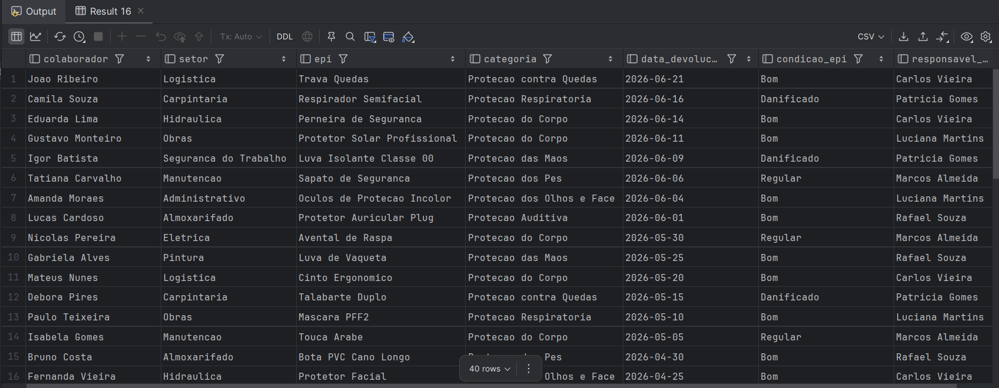 Output Result 16
Tx: Auto DDL CSV
colaborador setor epi categoria data_devoluc... condicao_epi responsavel_...
1 Joao Ribeiro Logistica Trava Quedas Protecao contra Quedas 2026-06-21 Bom Carlos Vieira
2 Camila Souza Carpintaria Respirador Semifacial Protecao Respiratoria 2026-06-16 Danificado Patricia Gomes
3 Eduarda Lima Hidraulica Perneira de Seguranca Protecao do Corpo 2026-06-14 Bom Carlos Vieira
4 Gustavo Monteiro Obras Protetor Solar Profissional Protecao do Corpo 2026-06-11 Bom Luciana Martins
5 Igor Batista Seguranca do Trabalho Luva Isolante Classe 00 Protecao das Maos 2026-06-09 Danificado Patricia Gomes
6 Tatiana Carvalho Manutencao Sapato de Seguranca Protecao dos Pes 2026-06-06 Regular Marcos Almeida
7 Amanda Moraes Administrativo Oculos de Protecao Incolor Protecao dos Olhos e Face 2026-06-04 Bom Luciana Martins
8 Lucas Cardoso Almoxarifado Protetor Auricular Plug Protecao Auditiva 2026-06-01 Bom Rafael Souza
9 Nicolas Pereira Eletrica Avental de Raspa Protecao do Corpo 2026-05-30 Regular Marcos Almeida
10 Gabriela Alves Pintura Luva de Vaqueta Protecao das Maos 2026-05-25 Bom Rafael Souza
11 Mateus Nunes Logistica Cinto Ergonomico Protecao do Corpo 2026-05-20 Bom Carlos Vieira
12 Debora Pires Carpintaria Talabarte Duplo Protecao contra Quedas 2026-05-15 Danificado Patricia Gomes
13 Paulo Teixeira Obras Mascara PFF2 Protecao Respiratoria 2026-05-10 Bom Luciana Martins
14 Isabela Gomes Manutencao Touca Arabe Protecao do Corpo 2026-05-05 Regular Marcos Almeida
15 Bruno Costa Almoxarifado Bota PVC Cano Longo Pes 2026-04-30 Bom Rafael Souza
16 Fernanda Vieira Hidraulica Protetor Facial Olhos e Face 2026-04-25 Bom Carlos Vieira
40 rows